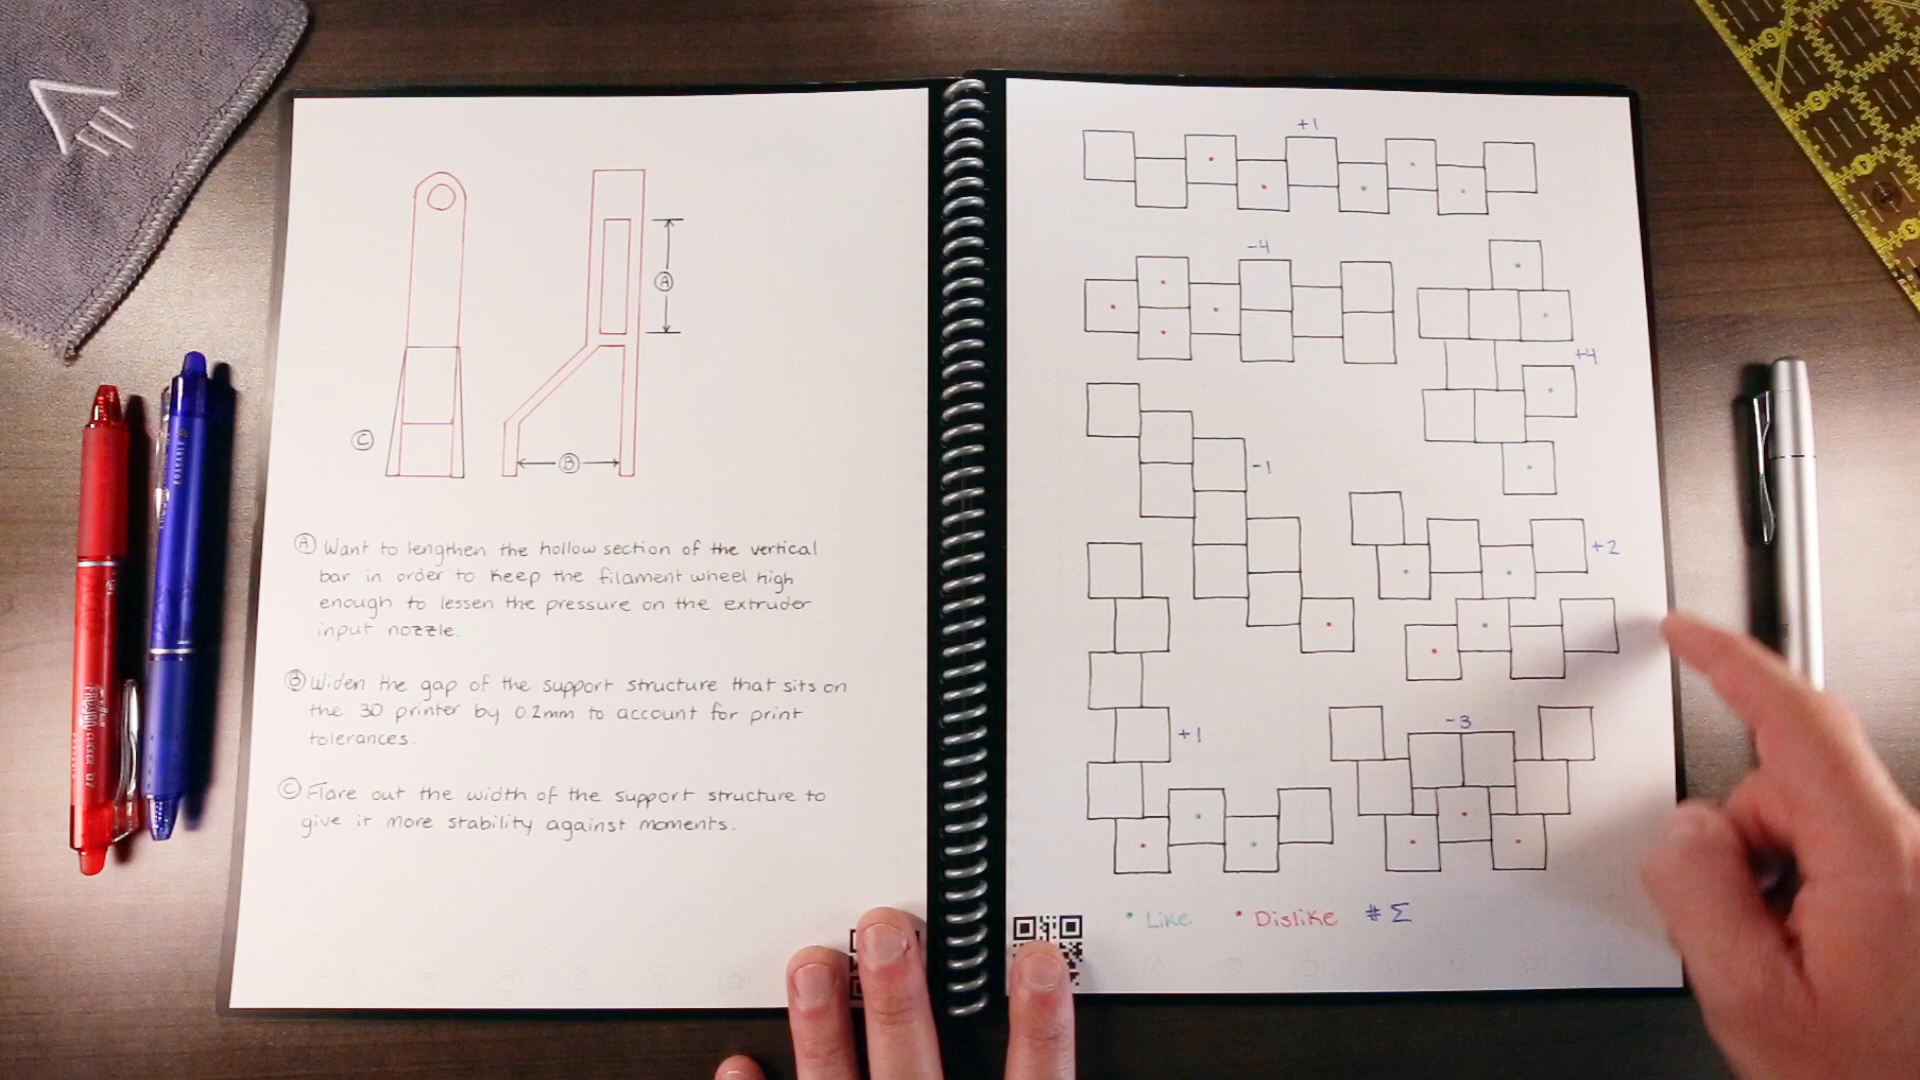 A
B
C
A Want to lengthen the hollow section of the vertical
bar in order to keep the filament wheel high
enough to lessen the pressure on the extruder
input nozzle.
B Widen the gap of the support structure that sits on
the 3D printer by 0.2mm to account for print
tolerances.
C Flare out the width of the support structure to
give it more stability against moments.
+1
-4
+4
-1
+2
+1
-3
• Like • Dislike # Σ